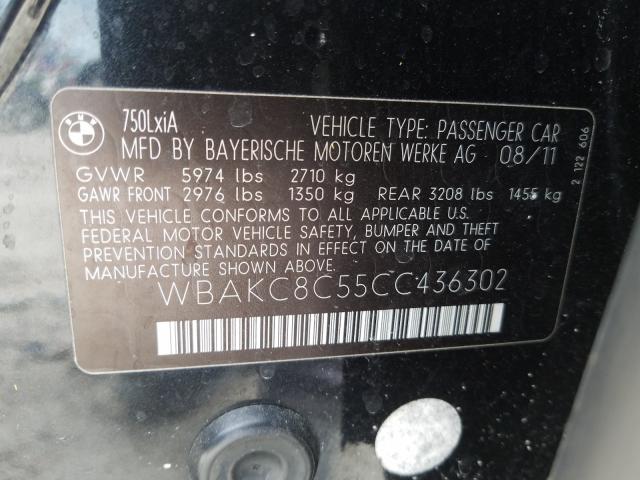 BMW
750LxiA
VEHICLE TYPE: PASSENGER CAR
MFD BY BAYERISCHE MOTOREN WERKE AG 08/11
GVWR 5974 lbs 2710 kg
GAWR FRONT 2976 lbs 1350 kg REAR 3208 lbs 1455 kg
THIS VEHICLE CONFORMS TO ALL APPLICABLE U.S.
FEDERAL MOTOR VEHICLE SAFETY, BUMPER AND THEFT
PREVENTION STANDARDS IN EFFECT ON THE DATE OF
MANUFACTURE SHOWN ABOVE.
WBAKC8C55CC436302
2 122 606